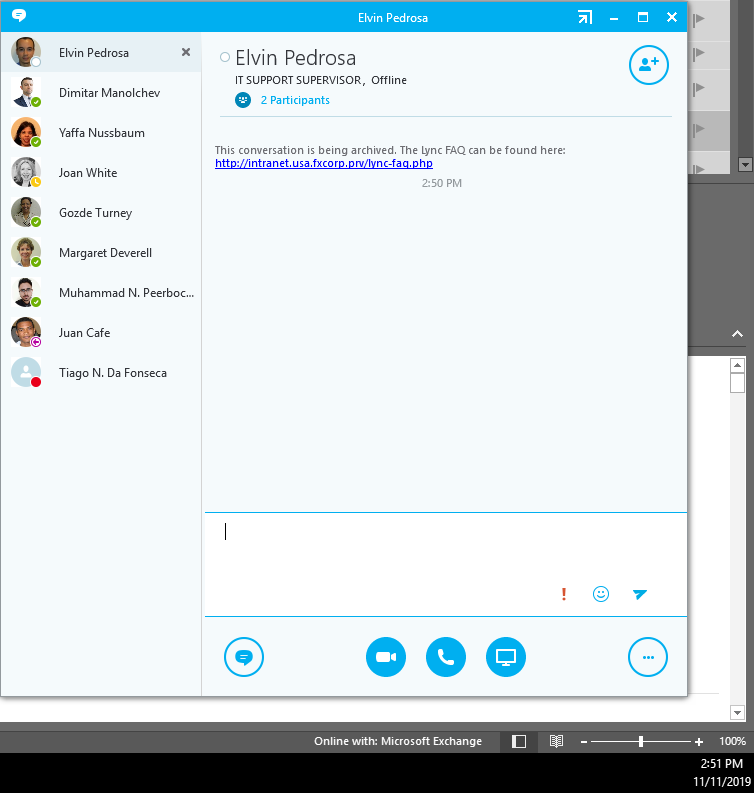 Elvin Pedrosa
Elvin Pedrosa
Dimitar Manolchev
Yaffa Nussbaum
Joan White
Gozde Turney
Margaret Deverell
Muhammad N. Peerboc...
Juan Cafe
Tiago N. Da Fonseca
Elvin Pedrosa
IT SUPPORT SUPERVISOR, Offline
2 Participants
This conversation is being archived. The Lync FAQ can be found here:
http://intranet.usa.fxcorp.prv/lync-faq.php
2:50 PM
Online with: Microsoft Exchange
100%
2:51 PM
11/11/2019